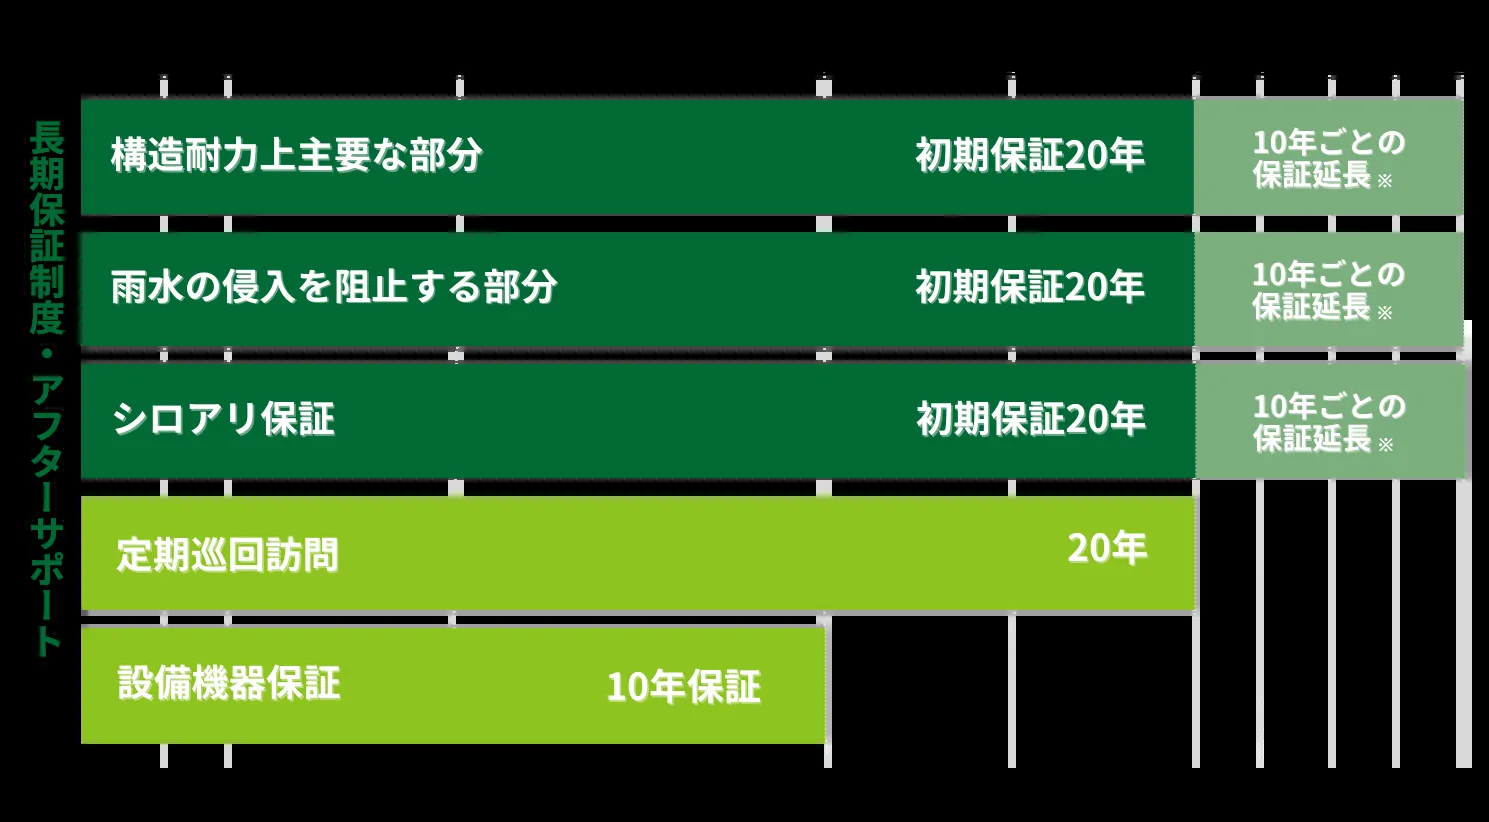 長期保証制度・アフターサポート
構造耐力上主要な部分
初期保証20年
10年ごとの
保証延長※
雨水の侵入を阻止する部分
初期保証20年
10年ごとの
保証延長※
シロアリ保証
初期保証20年
10年ごとの
保証延長※
定期巡回訪問
20年
設備機器保証
10年保証